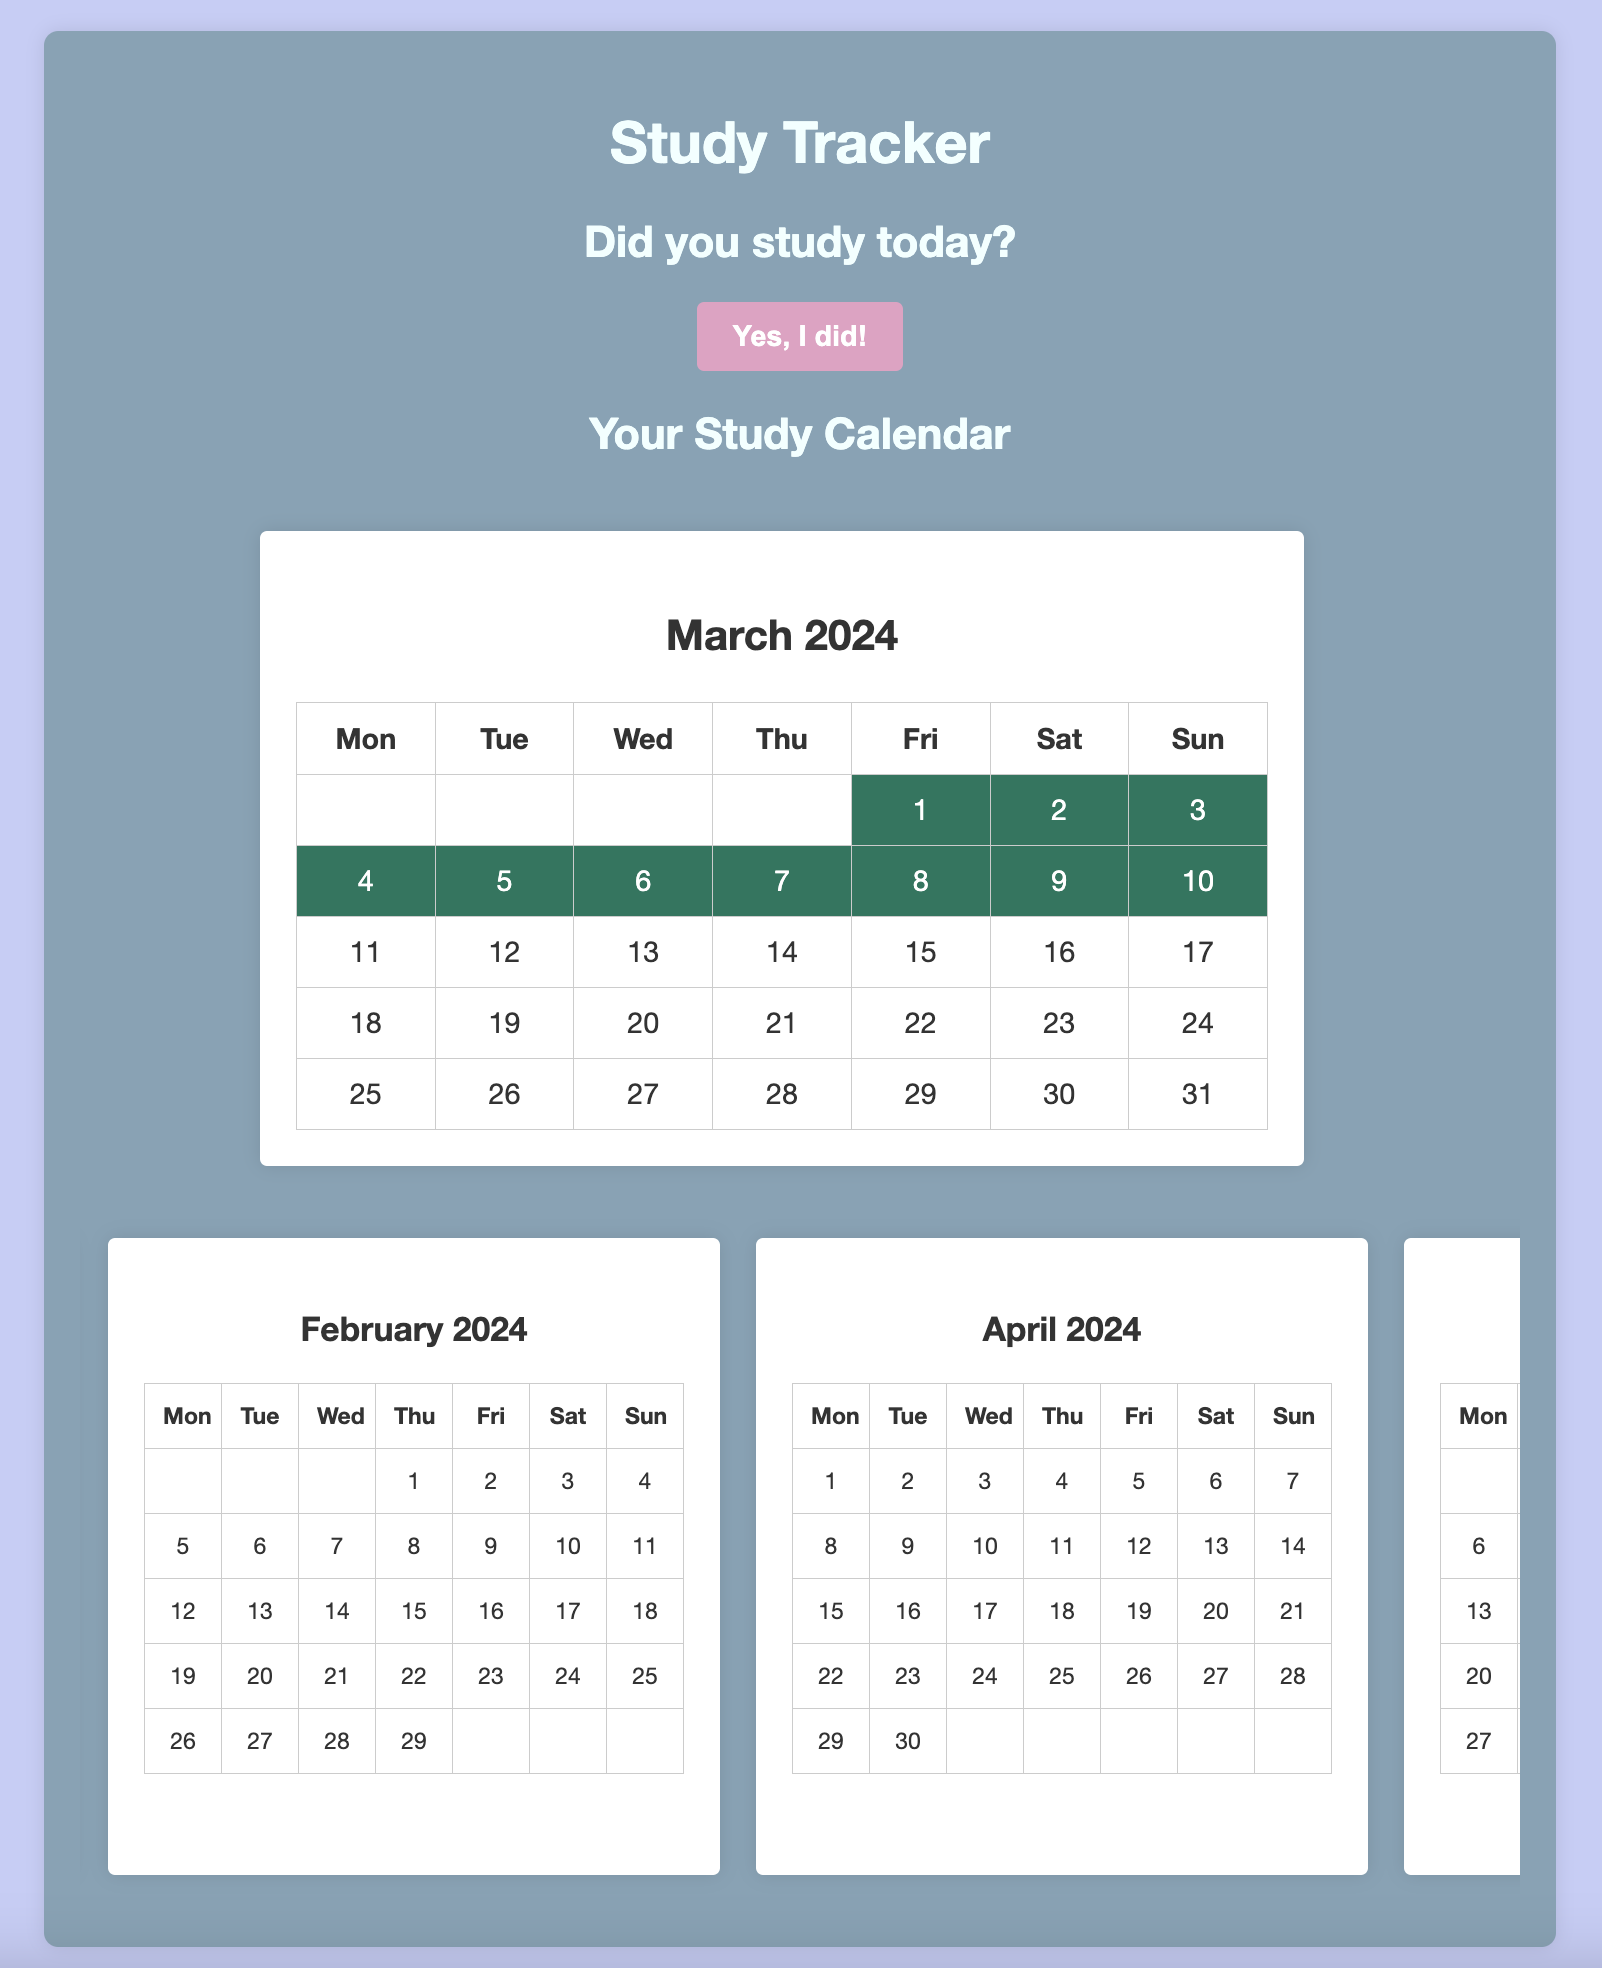 Study Tracker
Did you study today?
Yes, I did!
Your Study Calendar
March 2024
Mon Tue Wed Thu Fri Sat Sun
1 2 3
4 5 6 7 8 9 10
11 12 13 14 15 16 17
18 19 20 21 22 23 24
25 26 27 28 29 30 31
February 2024
Mon Tue Wed Thu Fri Sat Sun
1 2 3 4
5 6 7 8 9 10 11
12 13 14 15 16 17 18
19 20 21 22 23 24 25
26 27 28 29
April 2024
Mon Tue Wed Thu Fri Sat Sun
1 2 3 4 5 6 7
8 9 10 11 12 13 14
15 16 17 18 19 20 21
22 23 24 25 26 27 28
29 30
Mon
6
13
20
27